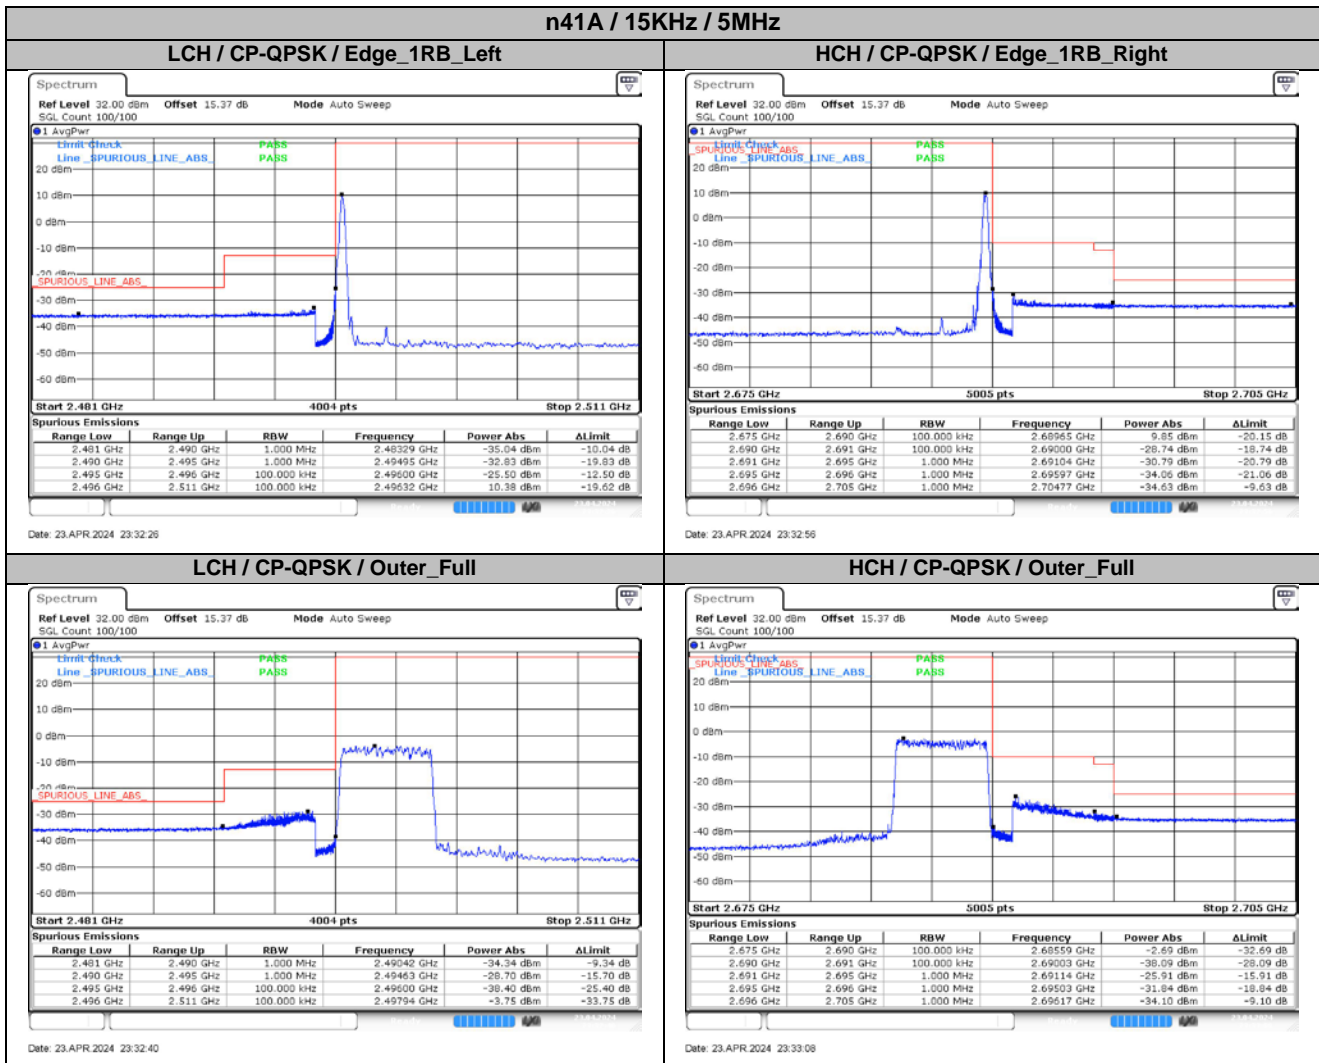 n41A / 15KHz / 5MHz
LCH / CP-QPSK / Edge_1RB_Left
Spectrum
Ref Level 32.00 dBm Offset 15.37 dB Mode Auto Sweep
SGL Count 100/100
1 AvgPwr
Limit Check PASS
Line _SPURIOUS_LINE_ABS_ PASS
20 dBm
10 dBm
0 dBm
-10 dBm
-20 dBm
_SPURIOUS_LINE_ABS_
-30 dBm
-40 dBm
-50 dBm
-60 dBm
Start 2.481 GHz 4004 pts Stop 2.511 GHz
Spurious Emissions
Range Low Range Up RBW Frequency Power Abs ΔLimit
2.481 GHz 2.490 GHz 1.000 MHz 2.48329 GHz -35.04 dBm -10.04 dB
2.490 GHz 2.495 GHz 1.000 MHz 2.49495 GHz -32.83 dBm -19.83 dB
2.495 GHz 2.496 GHz 100.000 kHz 2.49600 GHz -25.50 dBm -12.50 dB
2.496 GHz 2.511 GHz 100.000 kHz 2.49632 GHz 10.38 dBm -19.62 dB
Date: 23.APR.2024 23:32:26
HCH / CP-QPSK / Edge_1RB_Right
Spectrum
Ref Level 32.00 dBm Offset 15.37 dB Mode Auto Sweep
SGL Count 100/100
1 AvgPwr
Limit Check PASS
_SPURIOUS_LINE_ABS_
Line _SPURIOUS_LINE_ABS_ PASS
20 dBm
10 dBm
0 dBm
-10 dBm
-20 dBm
-30 dBm
-40 dBm
-50 dBm
-60 dBm
Start 2.675 GHz 5005 pts Stop 2.705 GHz
Spurious Emissions
Range Low Range Up RBW Frequency Power Abs ΔLimit
2.675 GHz 2.690 GHz 100.000 kHz 2.68965 GHz 9.85 dBm -20.15 dB
2.690 GHz 2.691 GHz 100.000 kHz 2.69000 GHz -28.74 dBm -18.74 dB
2.691 GHz 2.695 GHz 1.000 MHz 2.69104 GHz -30.79 dBm -20.79 dB
2.695 GHz 2.696 GHz 1.000 MHz 2.69597 GHz -34.06 dBm -21.06 dB
2.696 GHz 2.705 GHz 1.000 MHz 2.70477 GHz -34.63 dBm -9.63 dB
Date: 23.APR.2024 23:32:56
LCH / CP-QPSK / Outer_Full
Spectrum
Ref Level 32.00 dBm Offset 15.37 dB Mode Auto Sweep
SGL Count 100/100
1 AvgPwr
Limit Check PASS
Line _SPURIOUS_LINE_ABS_ PASS
20 dBm
10 dBm
0 dBm
-10 dBm
-20 dBm
_SPURIOUS_LINE_ABS_
-30 dBm
-40 dBm
-50 dBm
-60 dBm
Start 2.481 GHz 4004 pts Stop 2.511 GHz
Spurious Emissions
Range Low Range Up RBW Frequency Power Abs ΔLimit
2.481 GHz 2.490 GHz 1.000 MHz 2.49042 GHz -34.34 dBm -9.34 dB
2.490 GHz 2.495 GHz 1.000 MHz 2.49463 GHz -28.70 dBm -15.70 dB
2.495 GHz 2.496 GHz 100.000 kHz 2.49600 GHz -38.40 dBm -25.40 dB
2.496 GHz 2.511 GHz 100.000 kHz 2.49794 GHz -3.75 dBm -33.75 dB
Date: 23.APR.2024 23:32:40
HCH / CP-QPSK / Outer_Full
Spectrum
Ref Level 32.00 dBm Offset 15.37 dB Mode Auto Sweep
SGL Count 100/100
1 AvgPwr
Limit Check PASS
_SPURIOUS_LINE_ABS_
Line _SPURIOUS_LINE_ABS_ PASS
20 dBm
10 dBm
0 dBm
-10 dBm
-20 dBm
-30 dBm
-40 dBm
-50 dBm
-60 dBm
Start 2.675 GHz 5005 pts Stop 2.705 GHz
Spurious Emissions
Range Low Range Up RBW Frequency Power Abs ΔLimit
2.675 GHz 2.690 GHz 100.000 kHz 2.68559 GHz -2.69 dBm -32.69 dB
2.690 GHz 2.691 GHz 100.000 kHz 2.69003 GHz -38.09 dBm -28.09 dB
2.691 GHz 2.695 GHz 1.000 MHz 2.69114 GHz -25.91 dBm -15.91 dB
2.695 GHz 2.696 GHz 1.000 MHz 2.69503 GHz -31.84 dBm -18.84 dB
2.696 GHz 2.705 GHz 1.000 MHz 2.69617 GHz -34.10 dBm -9.10 dB
Date: 23.APR.2024 23:33:08